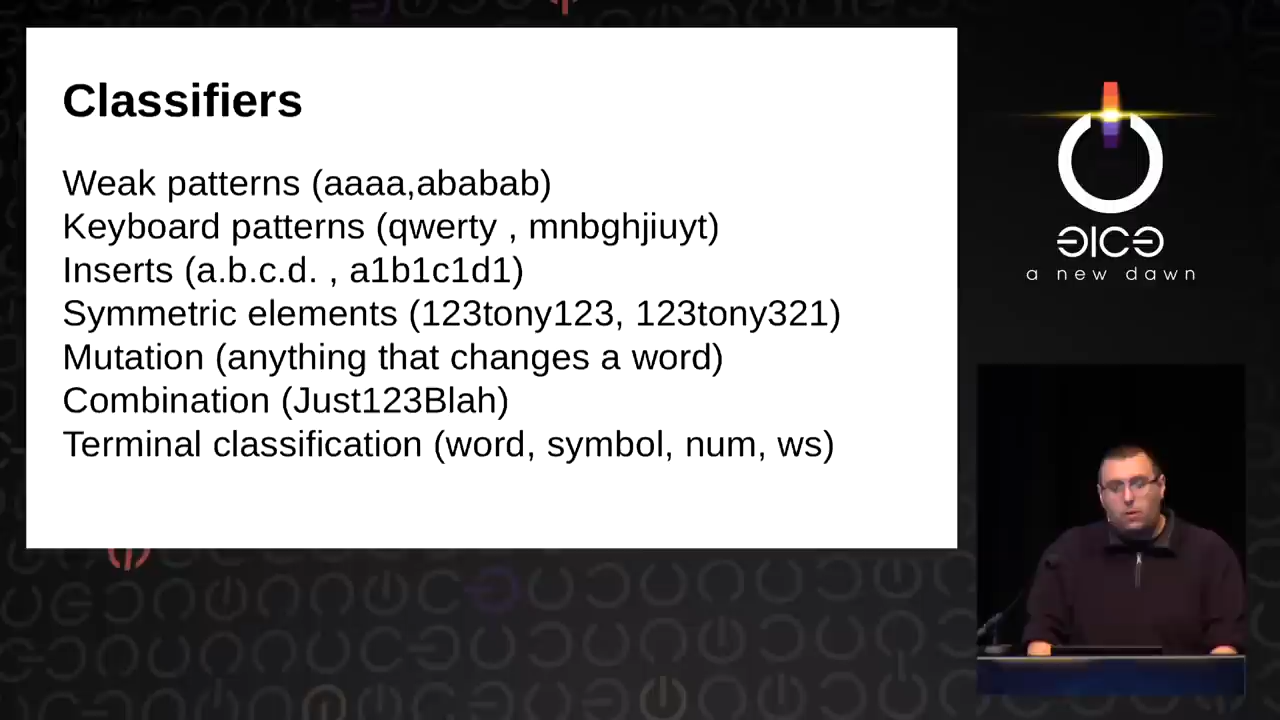 Classifiers
Weak patterns (aaaa,ababab)
Keyboard patterns (qwerty , mnbghjiuyt)
Inserts (a.b.c.d. , a1b1c1d1)
Symmetric elements (123tony123, 123tony321)
Mutation (anything that changes a word)
Combination (Just123Blah)
Terminal classification (word, symbol, num, ws)
a new dawn